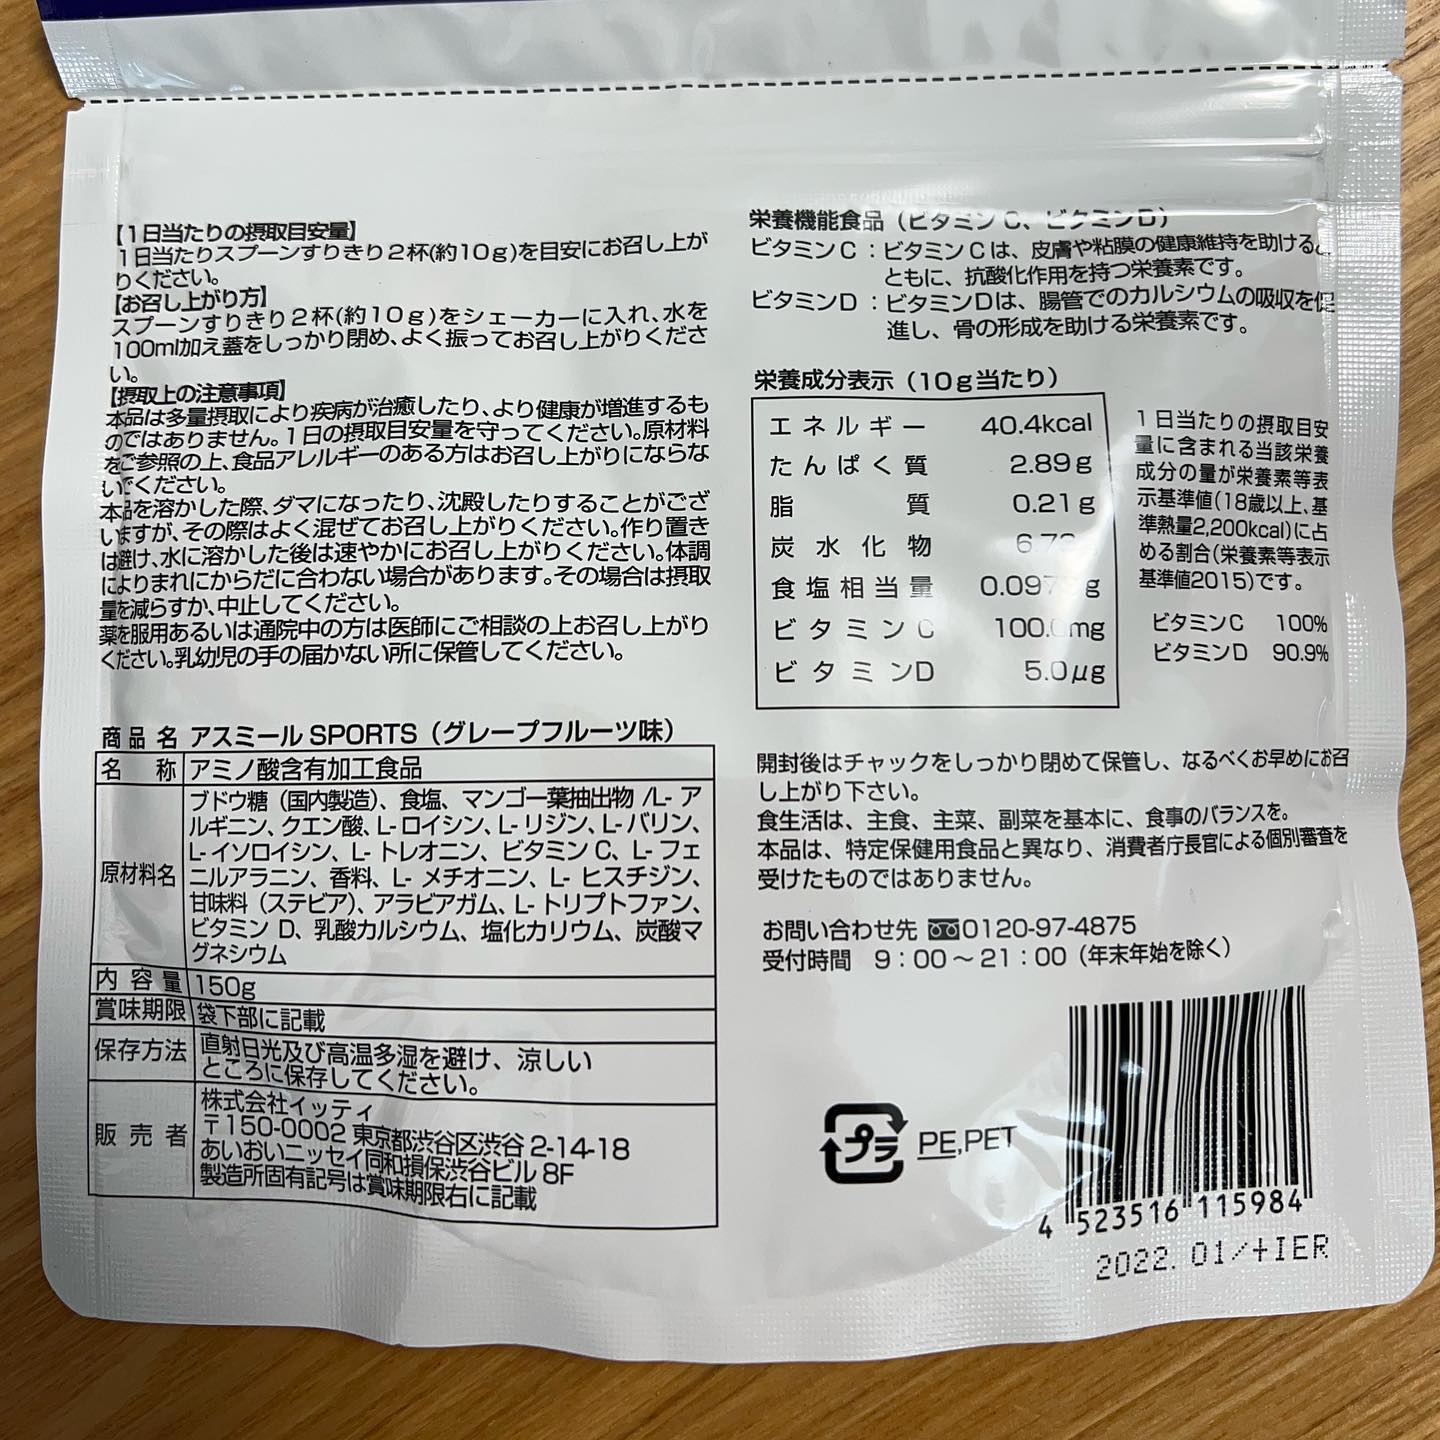 【1日当たりの摂取目安量】
1日当たりスプーンすりきり2杯(約10g)を目安にお召し上が
りください。
【お召し上がり方】
スプーンすりきり2杯(約10g)をシェーカーに入れ、水を
100ml加え蓋をしっかり閉め、よく振ってお召し上がりくださ
い。
【摂取上の注意事項】
本品は多量摂取により疾病が治癒したり、より健康が増進するも
のではありません。1日の摂取目安量を守ってください。原材料
をご参照の上、食品アレルギーのある方はお召し上がりにならな
いでください。
本品を溶かした際、ダマになったり、沈殿したりすることがござ
いますが、その際はよく混ぜてお召し上がりください。作り置き
は避け、水に溶かした後は速やかにお召し上がりください。体調
によりまれにからだに合わない場合があります。その場合は摂取
量を減らすか、中止してください。
薬を服用あるいは通院中の方は医師にご相談の上お召し上がり
ください。乳幼児の手の届かない所に保管してください。
商品名 アスミール SPORTS（グレープフルーツ味）
名称 アミノ酸含有加工食品
原材料名 ブドウ糖（国内製造）、食塩、マンゴー葉抽出物 /L- ア
ルギニン、クエン酸、L- ロイシン、L- リジン、L- バリン、
L- イソロイシン、L- トレオニン、ビタミン C、L- フェ
ニルアラニン、香料、L- メチオニン、L- ヒスチジン、
甘味料（ステビア）、アラビアガム、L- トリプトファン、
ビタミン D、乳酸カルシウム、塩化カリウム、炭酸マ
グネシウム
内容量 150g
賞味期限 袋下部に記載
保存方法 直射日光及び高温多湿を避け、涼しい
ところに保存してください。
販売者 株式会社イッティ
〒150-0002 東京都渋谷区渋谷 2-14-18
あいおいニッセイ同和損保渋谷ビル 8F
製造所固有記号は賞味期限右に記載
栄養機能食品（ビタミンC、ビタミンD）
ビタミンC：ビタミンCは、皮膚や粘膜の健康維持を助けると
ともに、抗酸化作用を持つ栄養素です。
ビタミンD：ビタミンDは、腸管でのカルシウムの吸収を促
進し、骨の形成を助ける栄養素です。
栄養成分表示（10g当たり）
エネルギー 40.4kcal
たんぱく質 2.89g
脂質 0.21g
炭水化物
食塩相当量
ビタミンC 100.0mg
ビタミンD 5.0μg
1日当たりの摂取目安
量に含まれる当該栄養
成分の量が栄養素等表
示基準値(18歳以上、基
準熱量2,200kcal)に占
める割合(栄養素等表示
基準値2015)です。
ビタミンC 100%
ビタミンD 90.9%
開封後はチャックをしっかり閉めて保管し、なるべくお早めにお召
し上がり下さい。
食生活は、主食、主菜、副菜を基本に、食事のバランスを。
本品は、特定保健用食品と異なり、消費者庁長官による個別審査を
受けたものではありません。
お問い合わせ先 0120-97-4875
受付時間 9：00～21：00（年末年始を除く）
プラ PE,PET
4 523516 115984
2022. 01/+IER